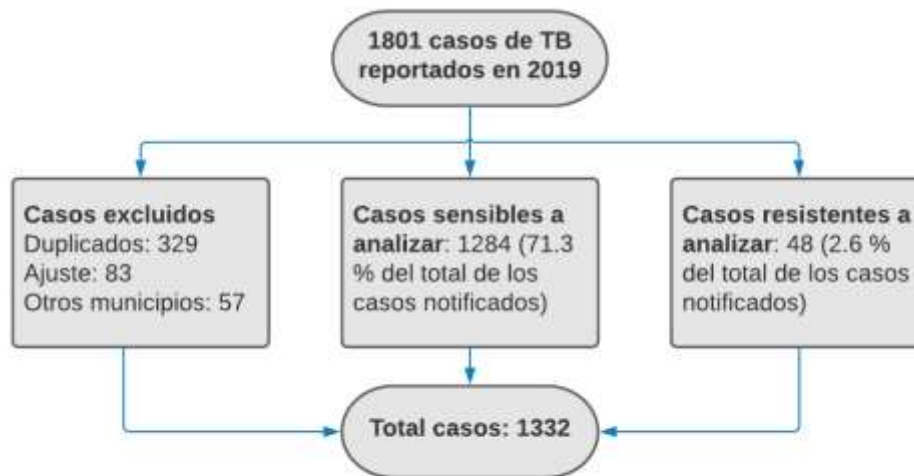 1801 casos de TB
reportados en 2019
Casos excluidos
Duplicados: 329
Ajuste: 83
Otros municipios: 57
Casos sensibles a
analizar: 1284 (71.3
% del total de los
casos notificados)
Casos resistentes a
analizar: 48 (2.6 %
del total de los casos
notificados)
Total casos: 1332